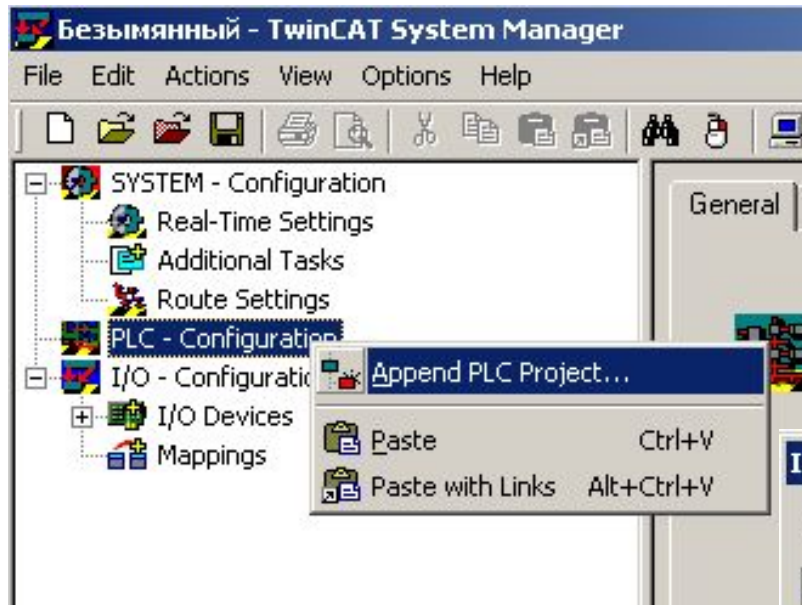 Безымянный - TwinCAT System Manager
File Edit Actions View Options Help
SYSTEM - Configuration
General
Real-Time Settings
Additional Tasks
Route Settings
PLC - Configuration
Append PLC Project...
I/O - Configuratio
I/O Devices
Paste Ctrl+V
Mappings
Paste with Links Alt+Ctrl+V